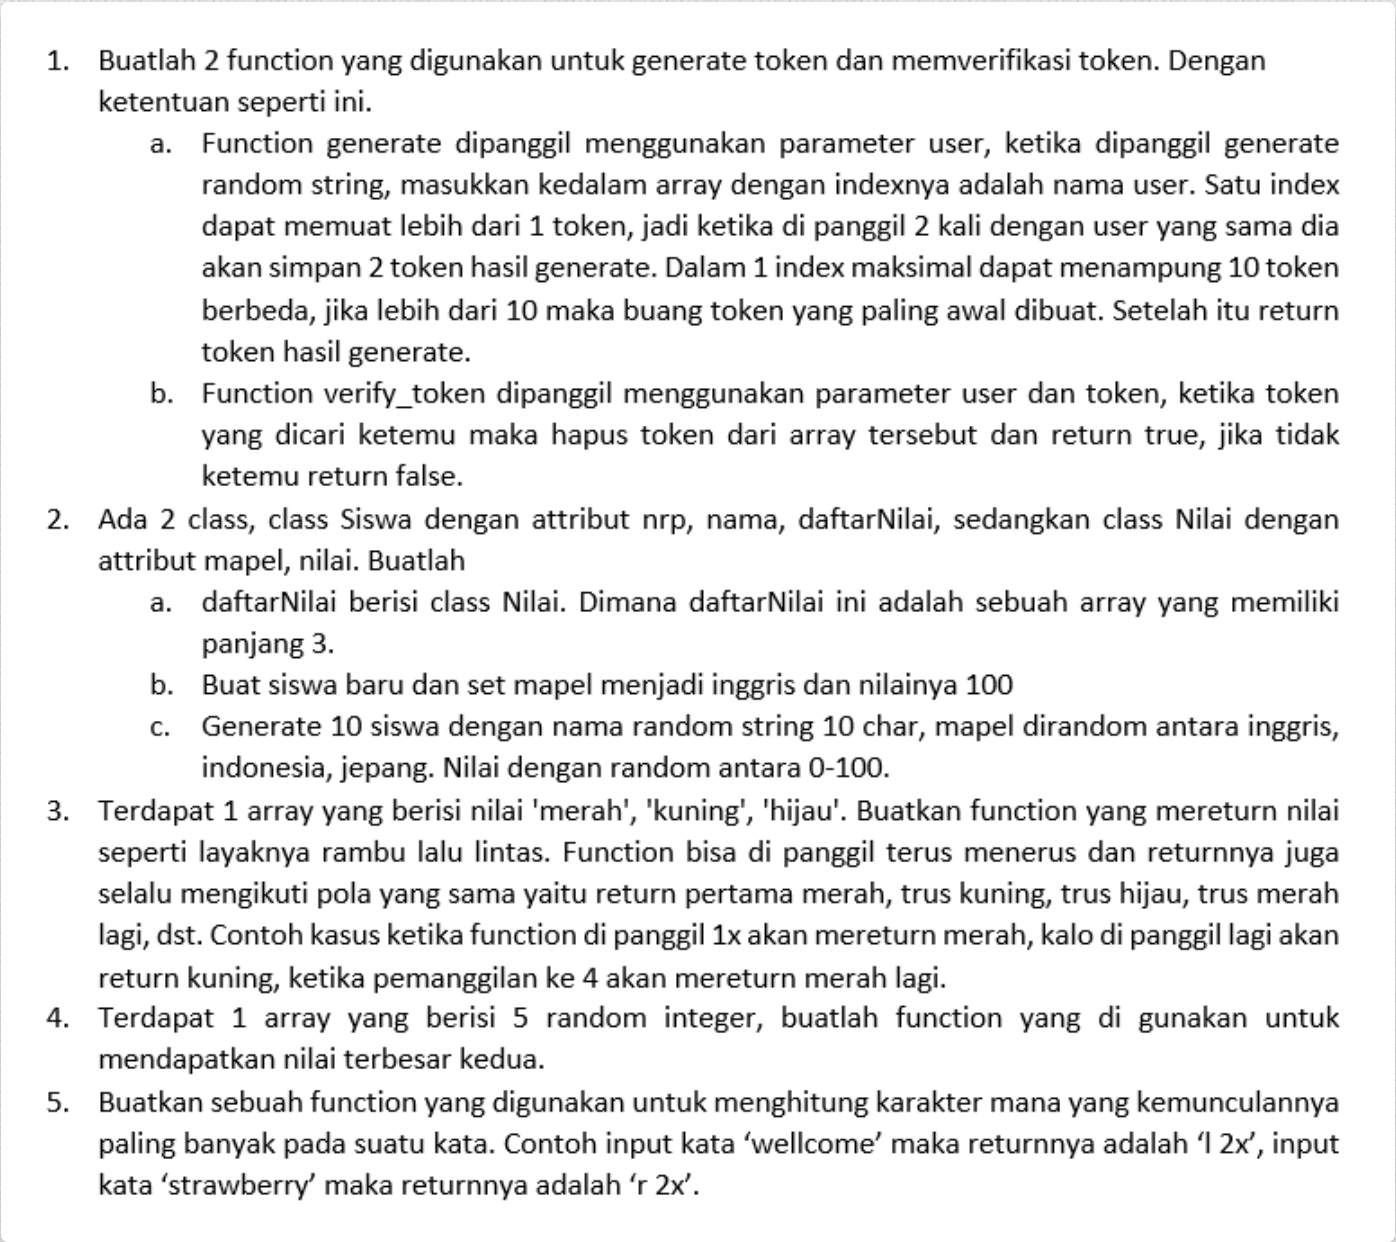 1. Buatlah 2 function yang digunakan untuk generate token dan memverifikasi token. Dengan
ketentuan seperti ini.
a. Function generate dipanggil menggunakan parameter user, ketika dipanggil generate
random string, masukkan kedalam array dengan indexnya adalah nama user. Satu index
dapat memuat lebih dari 1 token, jadi ketika di panggil 2 kali dengan user yang sama dia
akan simpan 2 token hasil generate. Dalam 1 index maksimal dapat menampung 10 token
berbeda, jika lebih dari 10 maka buang token yang paling awal dibuat. Setelah itu return
token hasil generate.
b. Function verify_token dipanggil menggunakan parameter user dan token, ketika token
yang dicari ketemu maka hapus token dari array tersebut dan return true, jika tidak
ketemu return false.
2. Ada 2 class, class Siswa dengan attribut nrp, nama, daftarNilai, sedangkan class Nilai dengan
attribut mapel, nilai. Buatlah
a. daftarNilai berisi class Nilai. Dimana daftarNilai ini adalah sebuah array yang memiliki
panjang 3.
b. Buat siswa baru dan set mapel menjadi inggris dan nilainya 100
c. Generate 10 siswa dengan nama random string 10 char, mapel dirandom antara inggris,
indonesia, jepang. Nilai dengan random antara 0-100.
3. Terdapat 1 array yang berisi nilai 'merah', 'kuning', 'hijau'. Buatkan function yang mereturn nilai
seperti layaknya rambu lalu lintas. Function bisa di panggil terus menerus dan returnnya juga
selalu mengikuti pola yang sama yaitu return pertama merah, trus kuning, trus hijau, trus merah
lagi, dst. Contoh kasus ketika function di panggil 1x akan mereturn merah, kalo di panggil lagi akan
return kuning, ketika pemanggilan ke 4 akan mereturn merah lagi.
4. Terdapat 1 array yang berisi 5 random integer, buatlah function yang di gunakan untuk
mendapatkan nilai terbesar kedua.
5. Buatkan sebuah function yang digunakan untuk menghitung karakter mana yang kemunculannya
paling banyak pada suatu kata. Contoh input kata ‘wellcome’ maka returnnya adalah ‘l 2x’, input
kata ‘strawberry’ maka returnnya adalah ‘r 2x’.